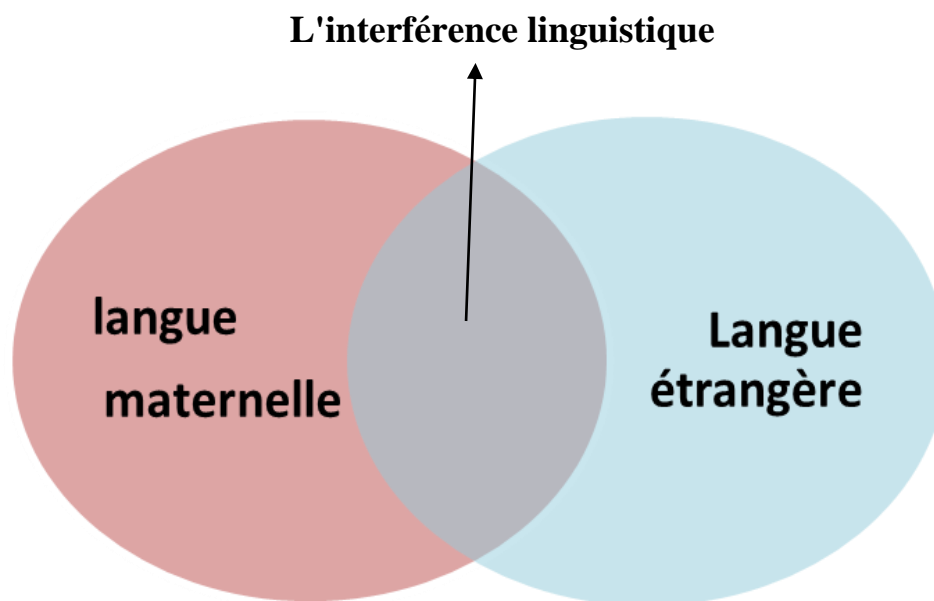 L'interférence linguistique
langue
maternelle
Langue
étrangère